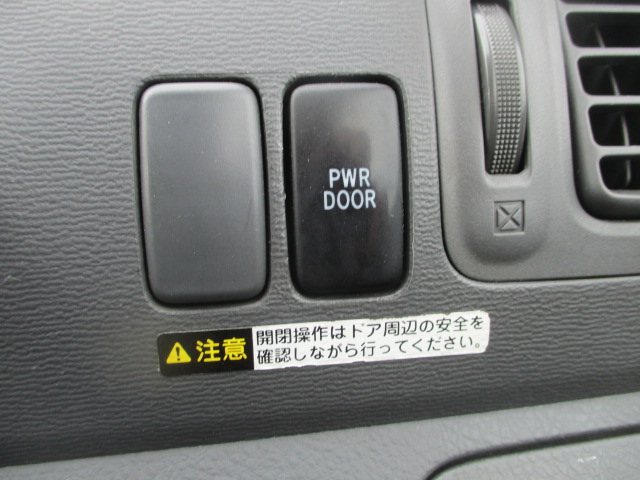 PWR
DOOR
注意
開閉操作はドア周辺の安全を
確認しながら行ってください。